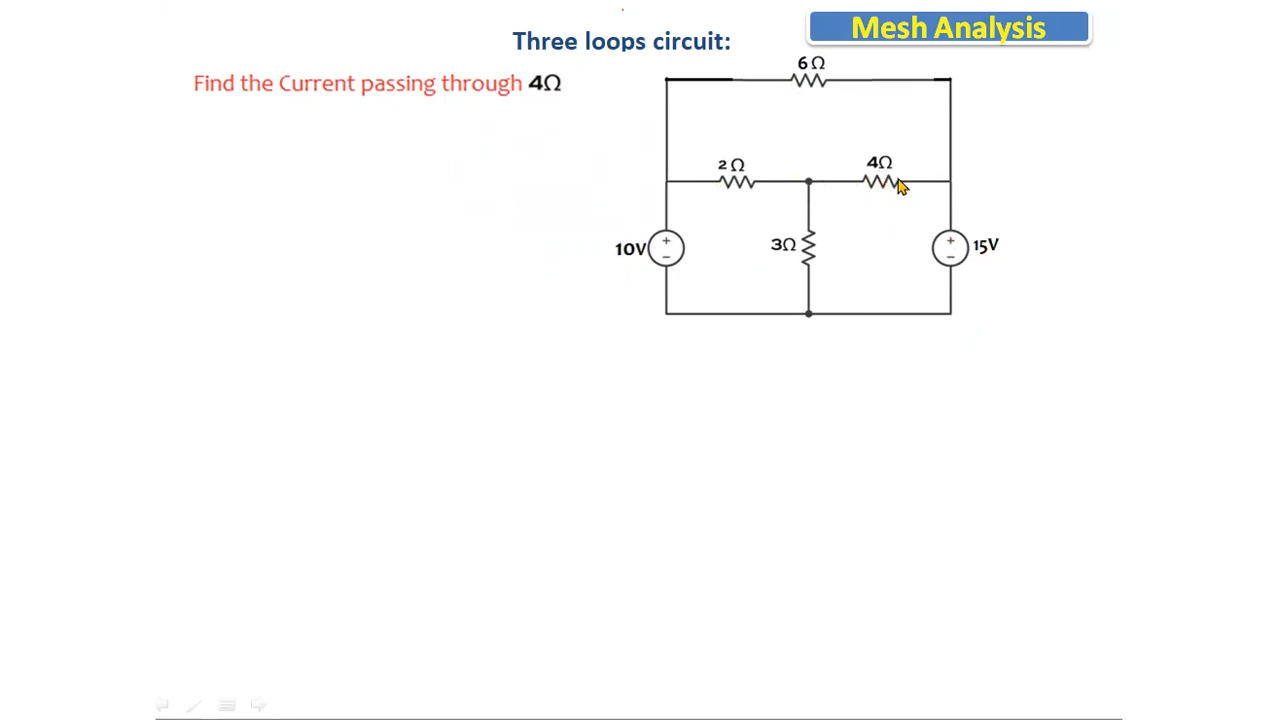 Mesh Analysis
Three loops circuit:
Find the Current passing through 4Ω
6Ω
2Ω
4Ω
10V
+
−
3Ω
+
−
15V